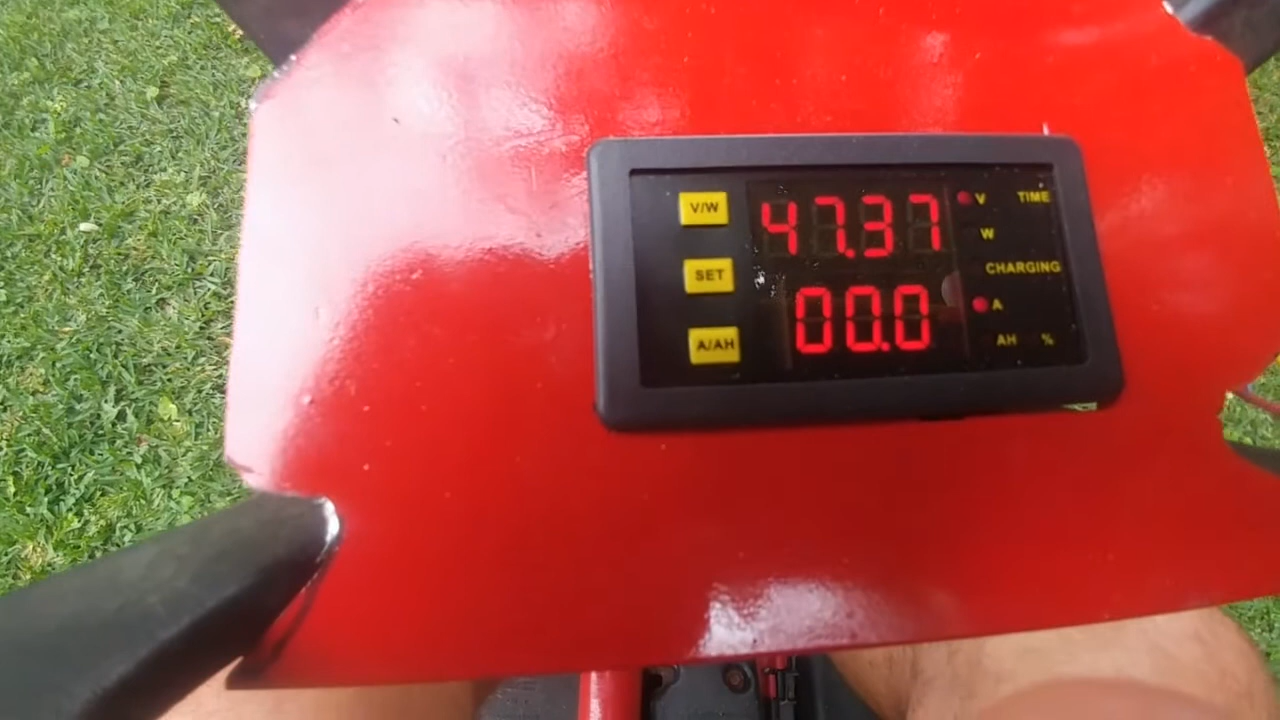 V/W 47.37 V TIME
W
SET CHARGING
00.0 A
A/AH AH %